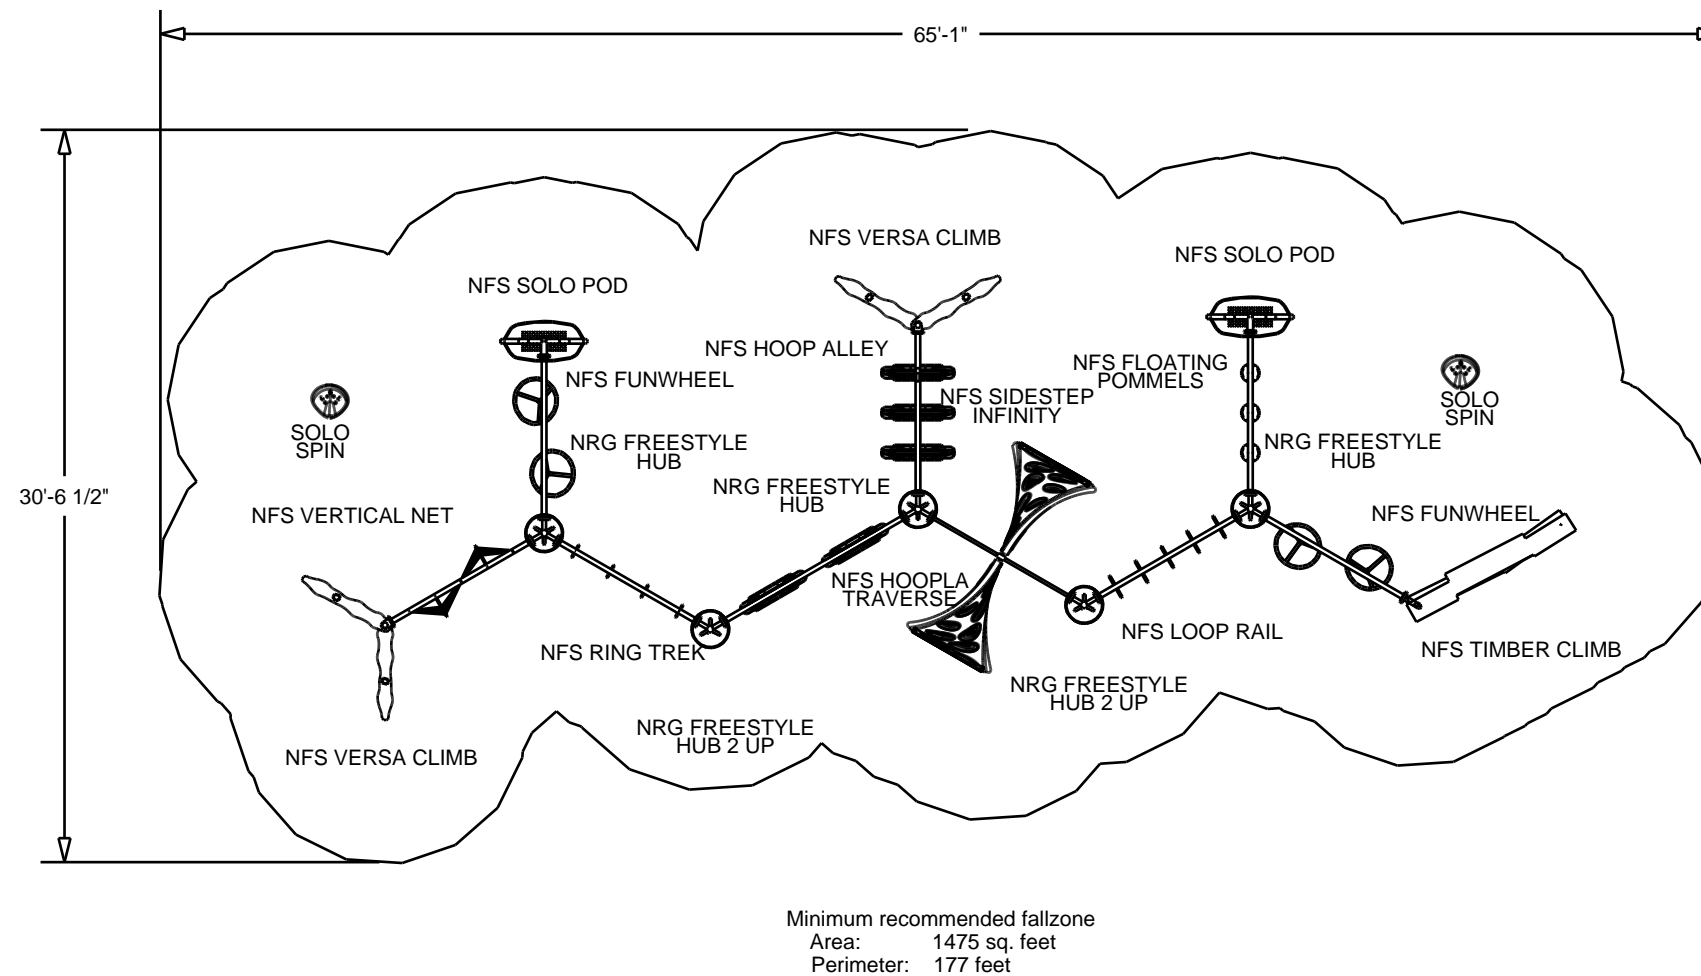 65'-1"
NFS VERSA CLIMB
NFS SOLO POD
NFS SOLO POD
NFS HOOP ALLEY
NFS FLOATING
POMMELS
NFS FUNWHEEL
NFS SIDESTEP
INFINITY
SOLO
SPIN
SOLO
SPIN
NRG FREESTYLE
HUB
NRG FREESTYLE
HUB
NRG FREESTYLE
HUB
30'-6 1/2"
NFS VERTICAL NET
NFS FUNWHEEL
NFS HOOPLA
TRAVERSE
NFS RING TREK
NFS LOOP RAIL
NFS TIMBER CLIMB
NRG FREESTYLE
HUB 2 UP
NRG FREESTYLE
HUB 2 UP
NFS VERSA CLIMB
Minimum recommended fallzone
Area: 1475 sq. feet
Perimeter: 177 feet